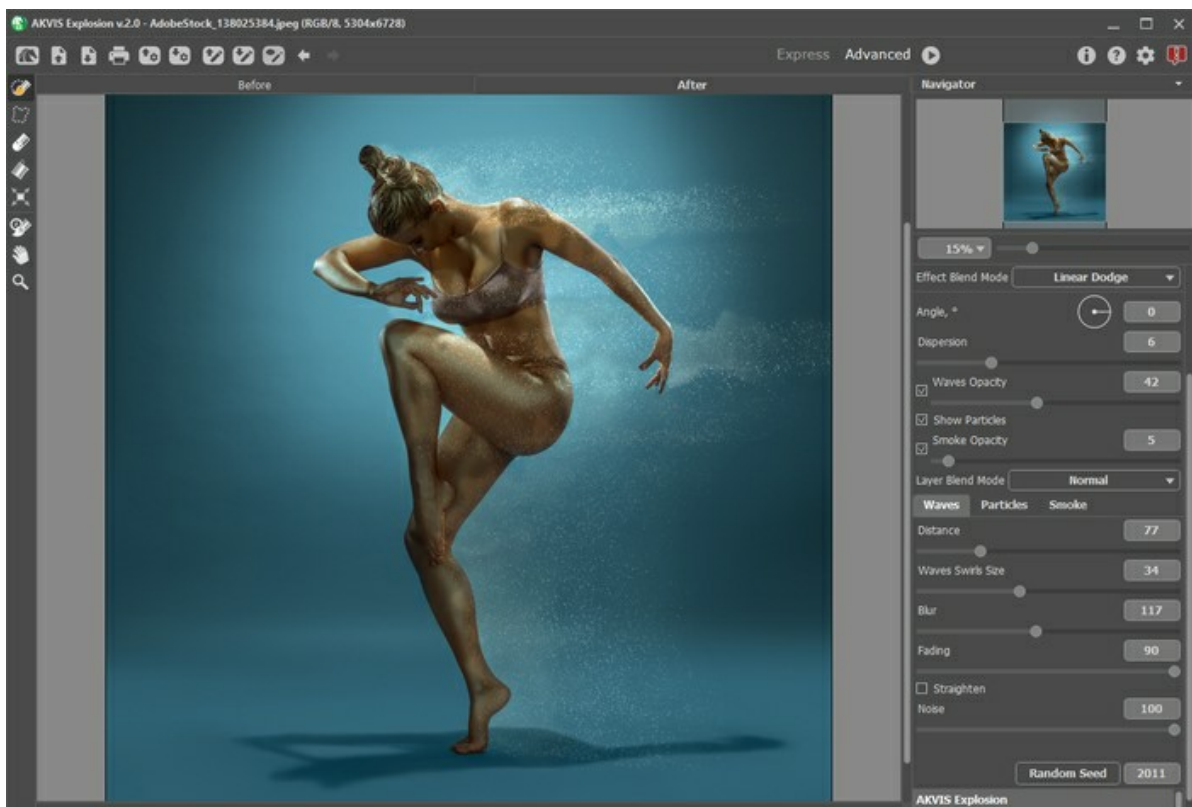 AKVIS Explosion v.2.0 - AdobeStock_138025384.jpeg (RGB/8, 5304x6728)
Express Advanced
Before After
Navigator
15%
Effect Blend Mode Linear Dodge
Angle, ° 0
Dispersion 6
Waves Opacity 42
Show Particles
Smoke Opacity 5
Layer Blend Mode Normal
Waves Particles Smoke
Distance 77
Waves Swirls Size 34
Blur 117
Fading 90
Straighten
Noise 100
Random Seed 2011
AKVIS Explosion